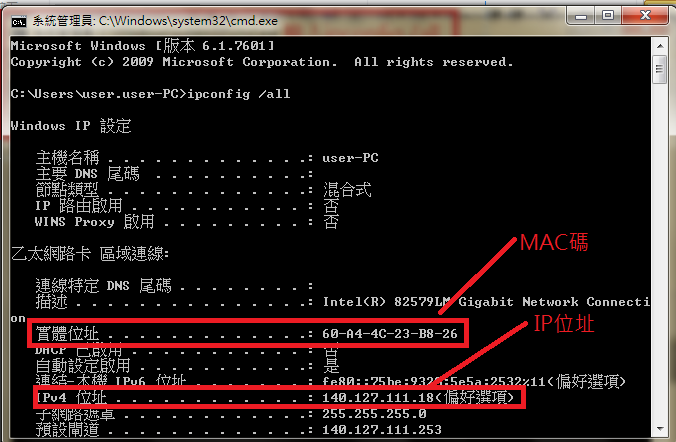 系統管理員: C:\Windows\system32\cmd.exe
Microsoft Windows [版本 6.1.7601]
Copyright (c) 2009 Microsoft Corporation.  All rights reserved.
C:\Users\user.user-PC>ipconfig /all
Windows IP 設定
主機名稱 . . . . . . . . . . . . . : user-PC
主要 DNS 尾碼 . . . . . . . . . . . :
節點類型 . . . . . . . . . . . . . : 混合式
IP 路由啟用 . . . . . . . . . . . : 否
WINS Proxy 啟用 . . . . . . . . . : 否
乙太網路卡 區域連線:
MAC碼
連線特定 DNS 尾碼 . . . . . . . . :
描述 . . . . . . . . . . . . . . . : Intel(R) 82579LM Gigabit Network Connecti
on
實體位址 . . . . . . . . . . . . . : 60-A4-4C-23-B8-26
IP位址
DHCP 已啟用 . . . . . . . . . . . : 否
自動設定啟用 . . . . . . . . . . . : 是
連結-本機 IPv6 位址 . . . . . . . : (偏好選項)
IPv4 位址 . . . . . . . . . . . . : 140.127.111.18(偏好選項)
子網路遮罩 . . . . . . . . . . . . : 255.255.255.0
預設閘道 . . . . . . . . . . . . . : 140.127.111.253